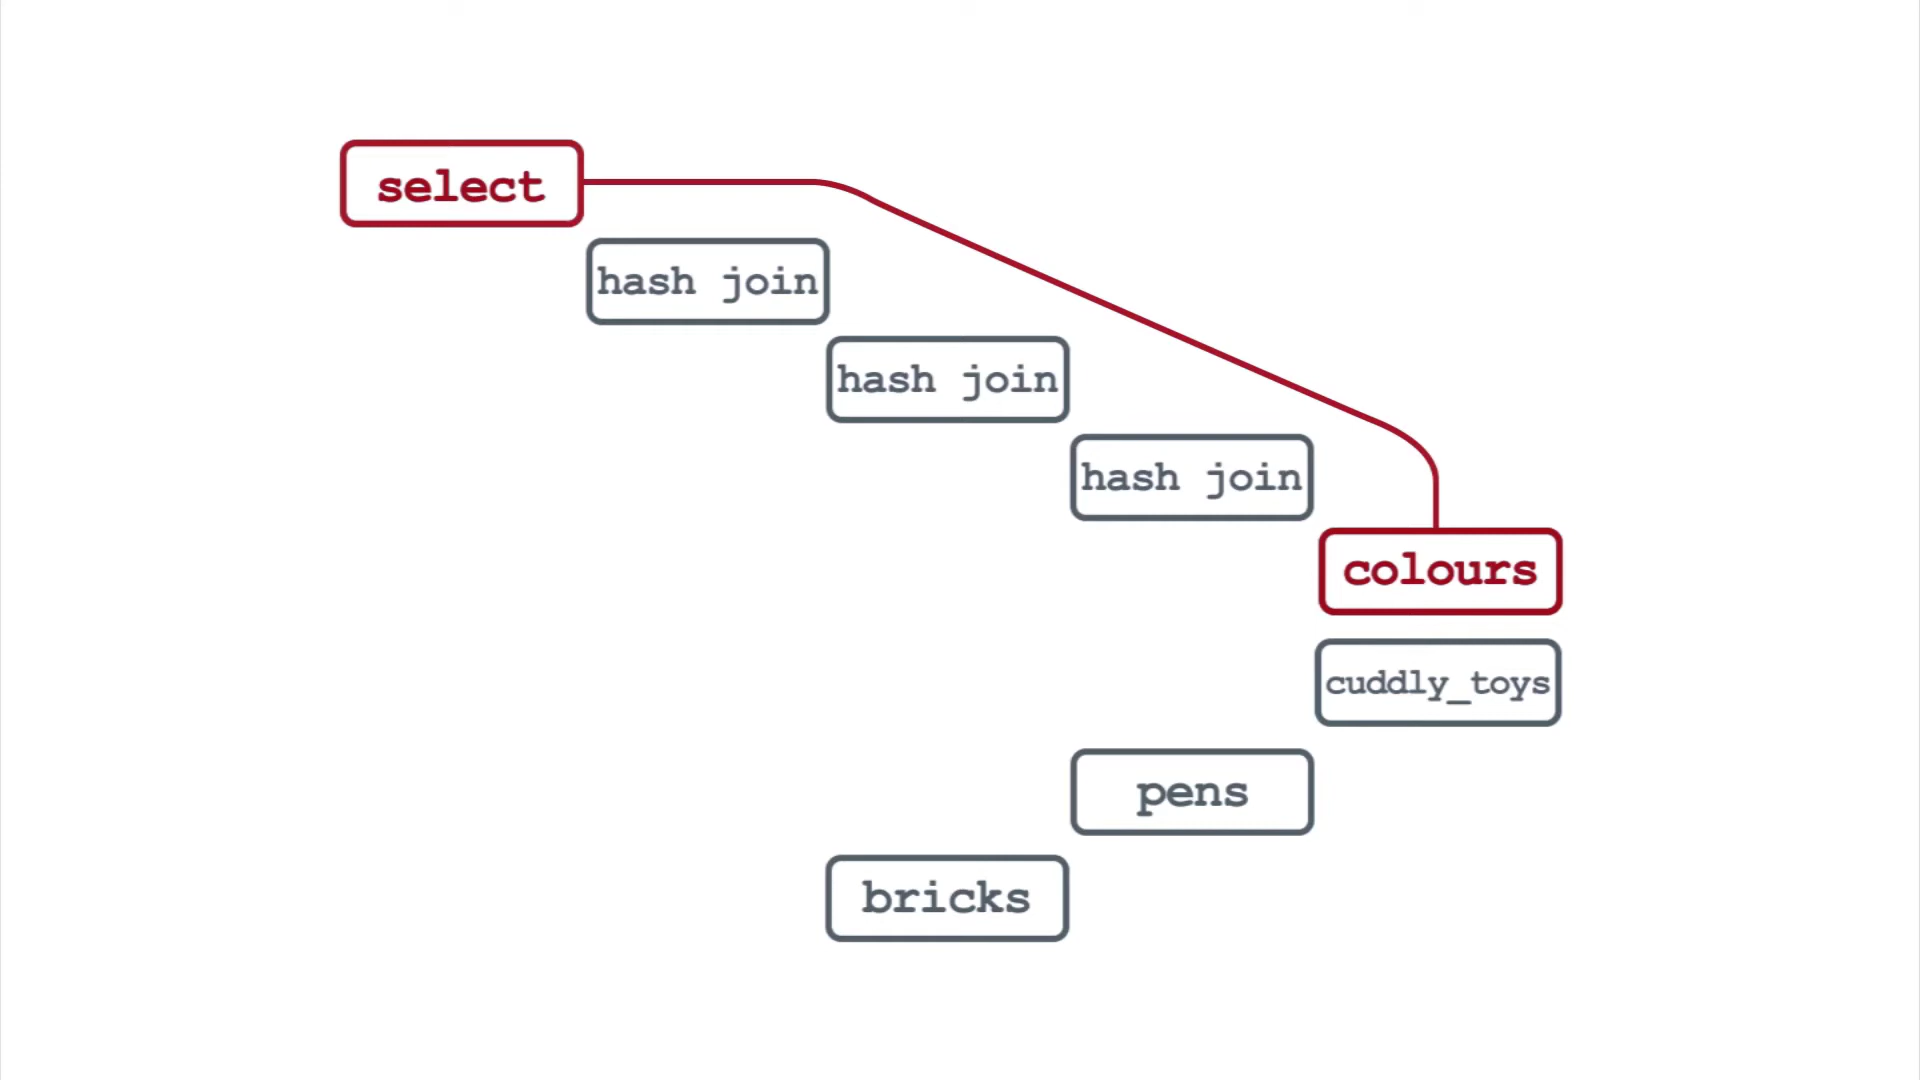 select
hash join
hash join
hash join
colours
cuddly_toys
pens
bricks